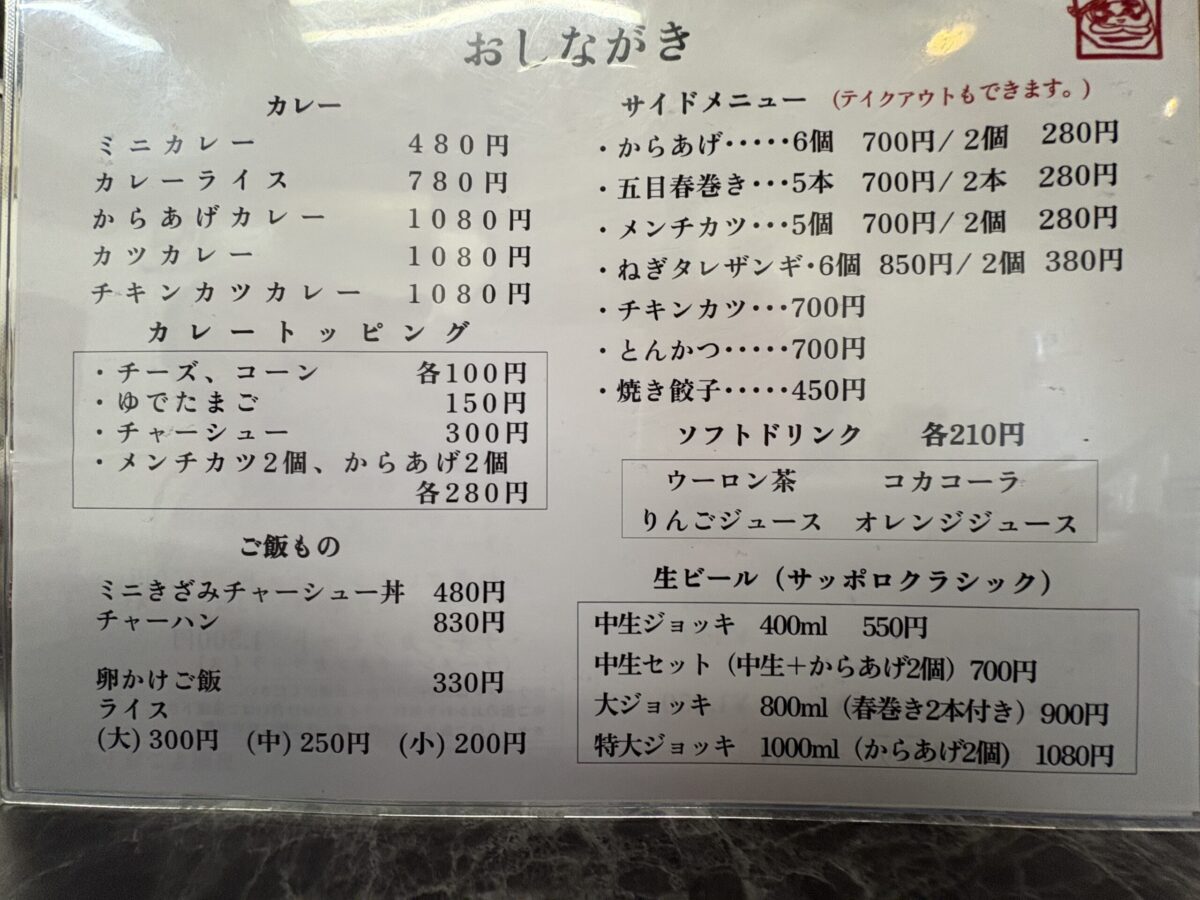 おしながき
カレー
ミニカレー 480円
カレーライス 780円
からあげカレー 1080円
カツカレー 1080円
チキンカツカレー 1080円
カレートッピング
・チーズ、コーン 各100円
・ゆでたまご 150円
・チャーシュー 300円
・メンチカツ2個、からあげ2個
各280円
ご飯もの
ミニきざみチャーシュー丼 480円
チャーハン 830円
卵かけご飯 330円
ライス
(大) 300円 (中) 250円 (小) 200円
サイドメニュー (テイクアウトもできます。)
・からあげ・・・・・6個 700円/ 2個 280円
・五目春巻き・・・5本 700円/ 2本 280円
・メンチカツ・・・5個 700円/ 2個 280円
・ねぎタレザンギ・6個 850円/ 2個 380円
・チキンカツ・・・700円
・とんかつ・・・・・700円
・焼き餃子・・・・・450円
ソフトドリンク 各210円
ウーロン茶 コカコーラ
りんごジュース オレンジジュース
生ビール（サッポロクラシック）
中生ジョッキ 400ml 550円
中生セット（中生＋からあげ2個）700円
大ジョッキ 800ml（春巻き2本付き）900円
特大ジョッキ 1000ml（からあげ2個) 1080円